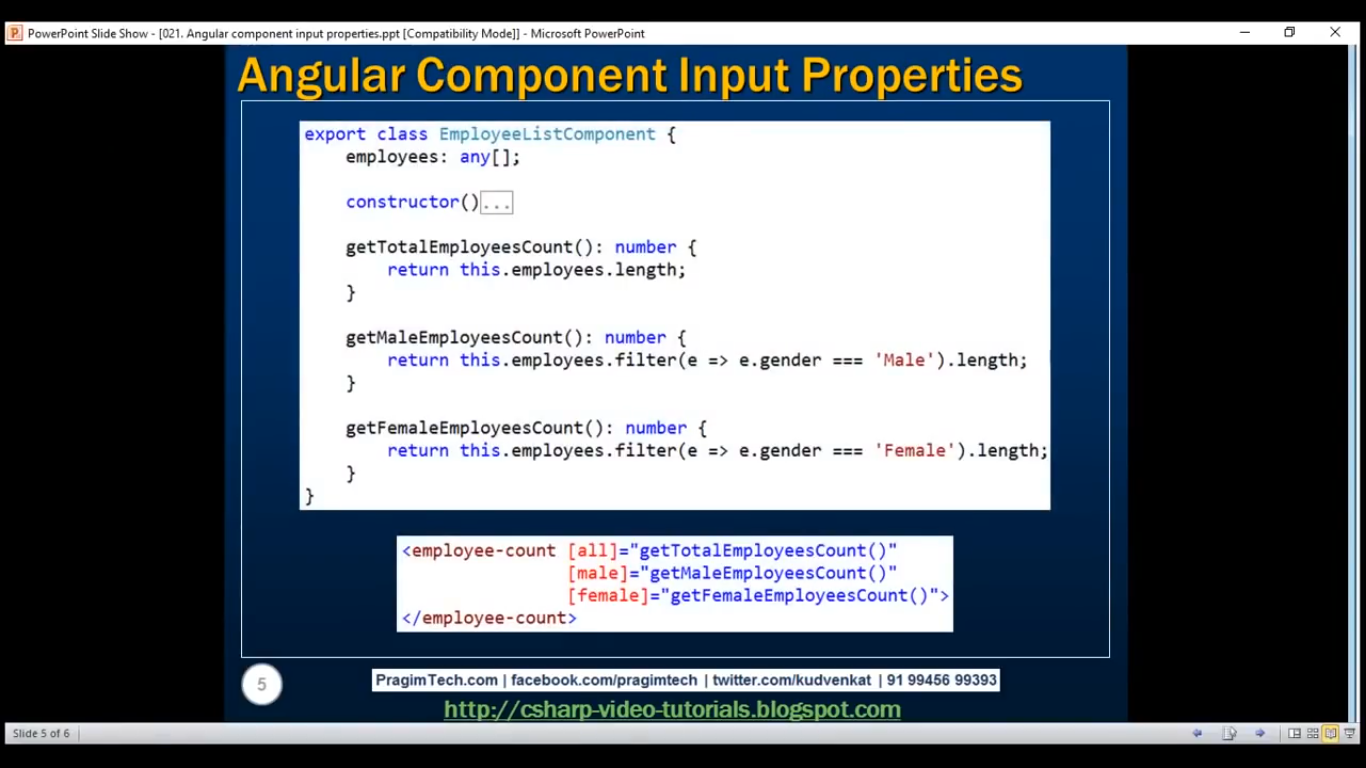 PowerPoint Slide Show - [021. Angular component input properties.ppt [Compatibility Mode]] - Microsoft PowerPoint
Angular Component Input Properties
export class EmployeeListComponent {
employees: any[];
constructor()...
getTotalEmployeesCount(): number {
return this.employees.length;
}
getMaleEmployeesCount(): number {
return this.employees.filter(e => e.gender === 'Male').length;
}
getFemaleEmployeesCount(): number {
return this.employees.filter(e => e.gender === 'Female').length;
}
}
<employee-count [all]="getTotalEmployeesCount()"
[male]="getMaleEmployeesCount()"
[female]="getFemaleEmployeesCount()">
</employee-count>
5
PragimTech.com | facebook.com/pragimtech | twitter.com/kudvenkat | 91 99456 99393
http://csharp-video-tutorials.blogspot.com
Slide 5 of 6